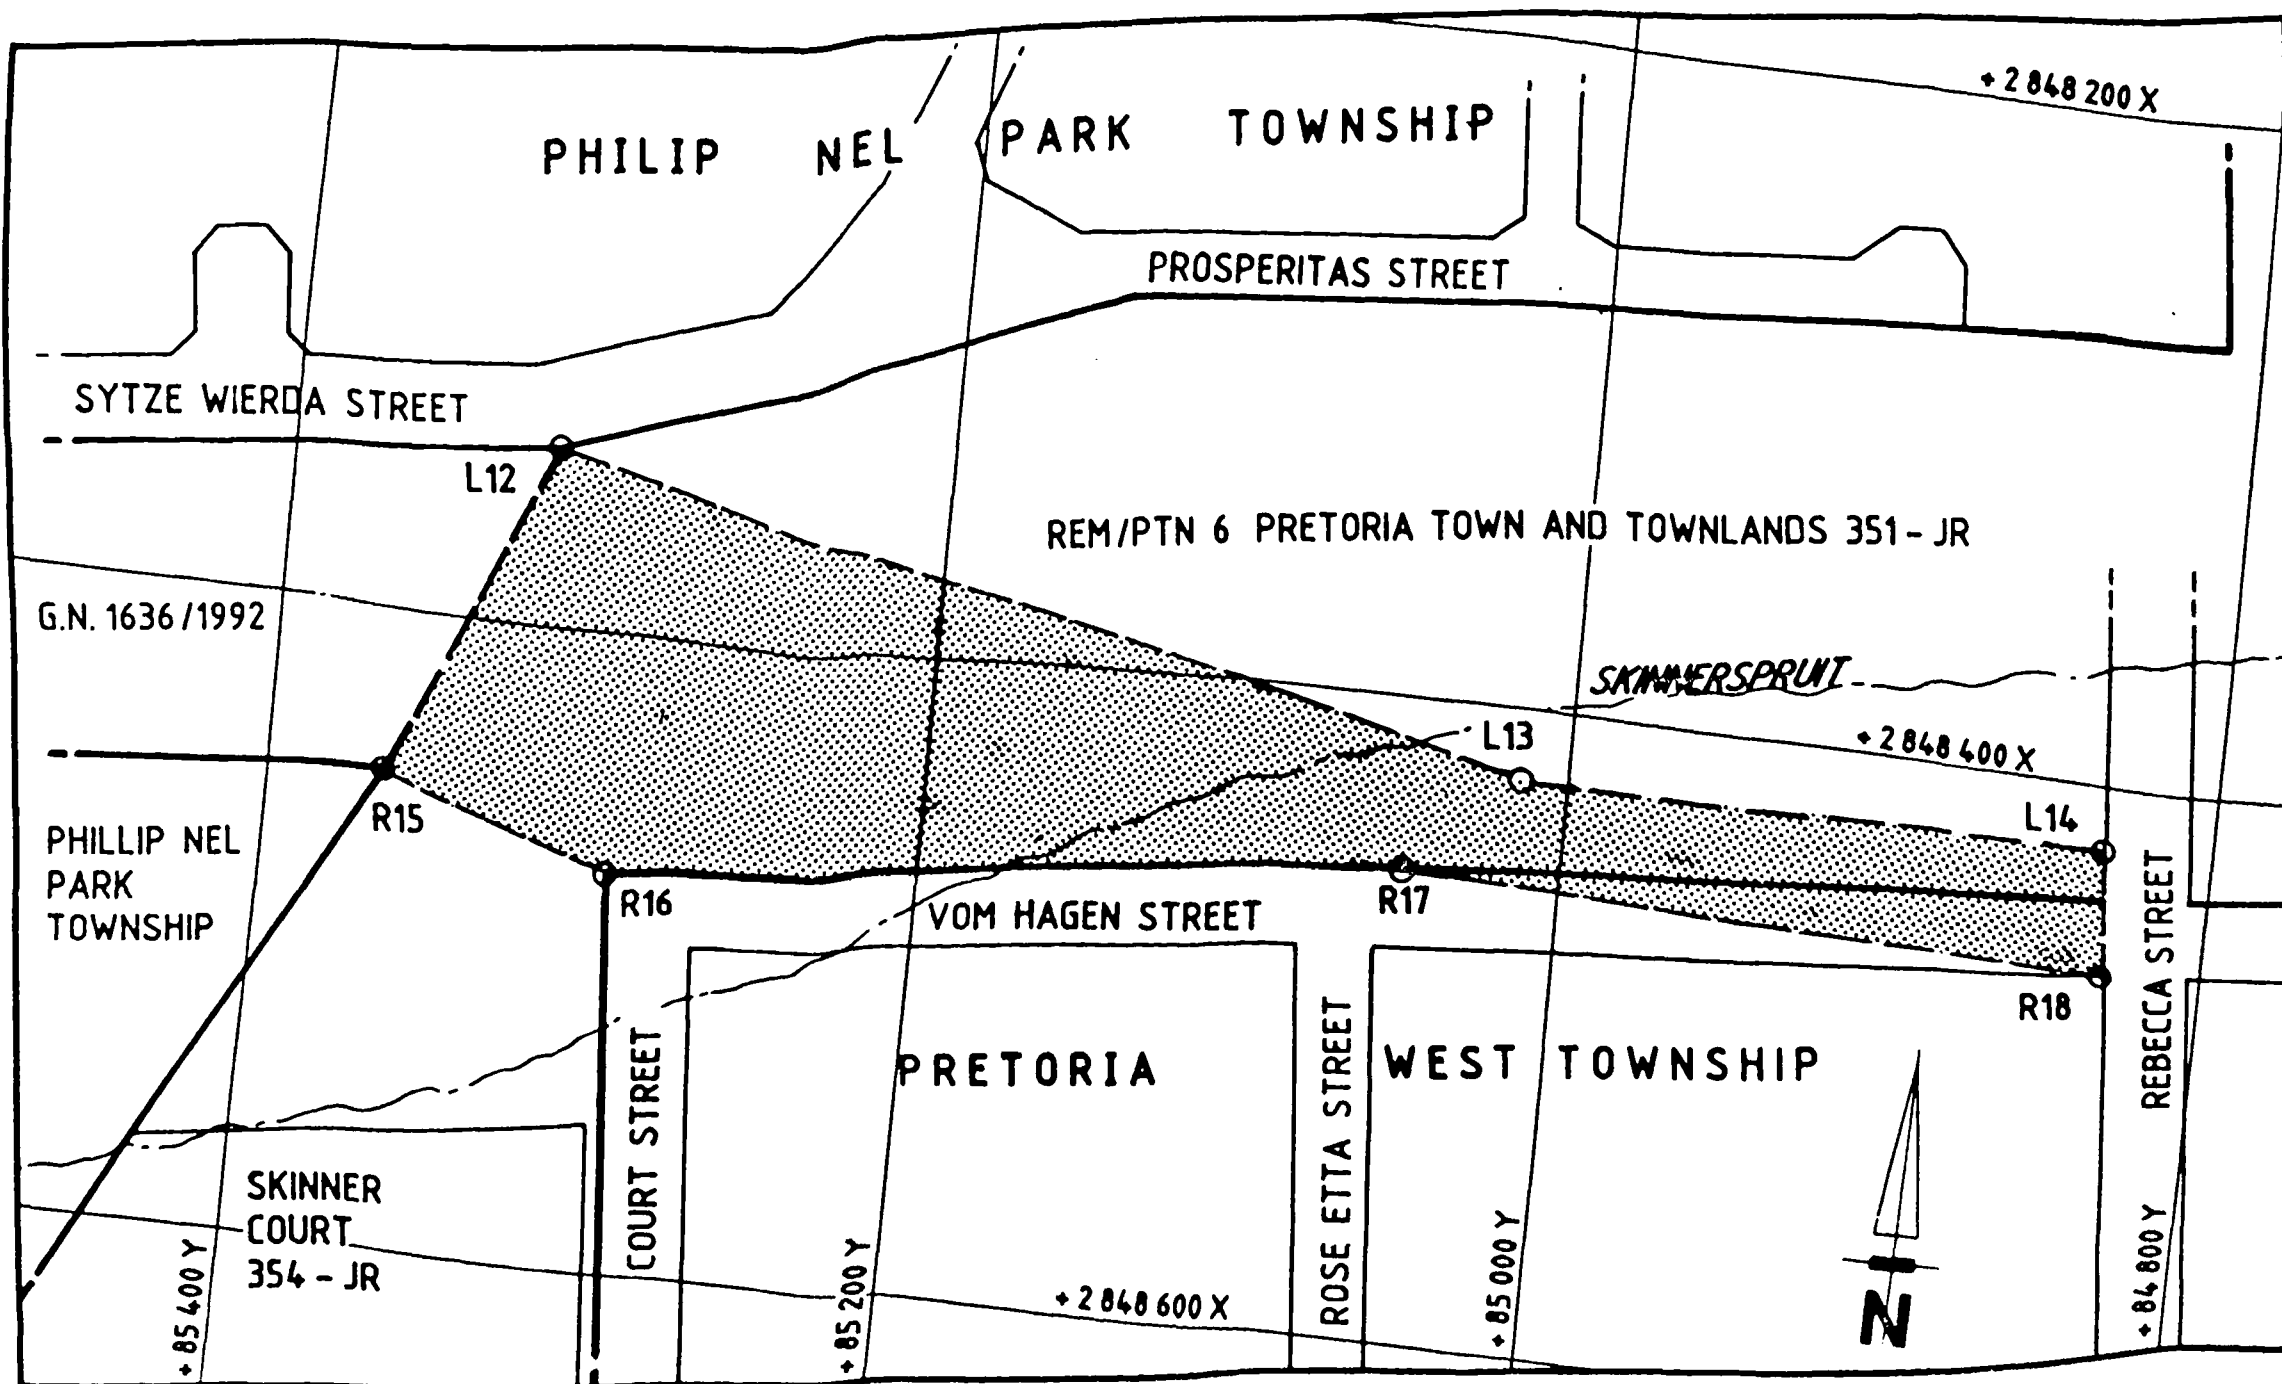 + 2 848 200 X
PHILIP NEL PARK TOWNSHIP
PROSPERITAS STREET
SYTZE WIERDA STREET
L12
REM/PTN 6 PRETORIA TOWN AND TOWNLANDS 351-JR
G.N. 1636/1992
SKINNERSPRUIT
L13
+ 2 848 400 X
L14
R15
PHILLIP NEL
PARK
TOWNSHIP
R16
R17
VOM HAGEN STREET
R18
REBECCA STREET
PRETORIA WEST TOWNSHIP
COURT STREET
ROSE ETTA STREET
SKINNER
COURT
354-JR
+ 85 400 Y
+ 85 200 Y
+ 2 848 600 X
+ 85 000 Y
+ 84 800 Y
N